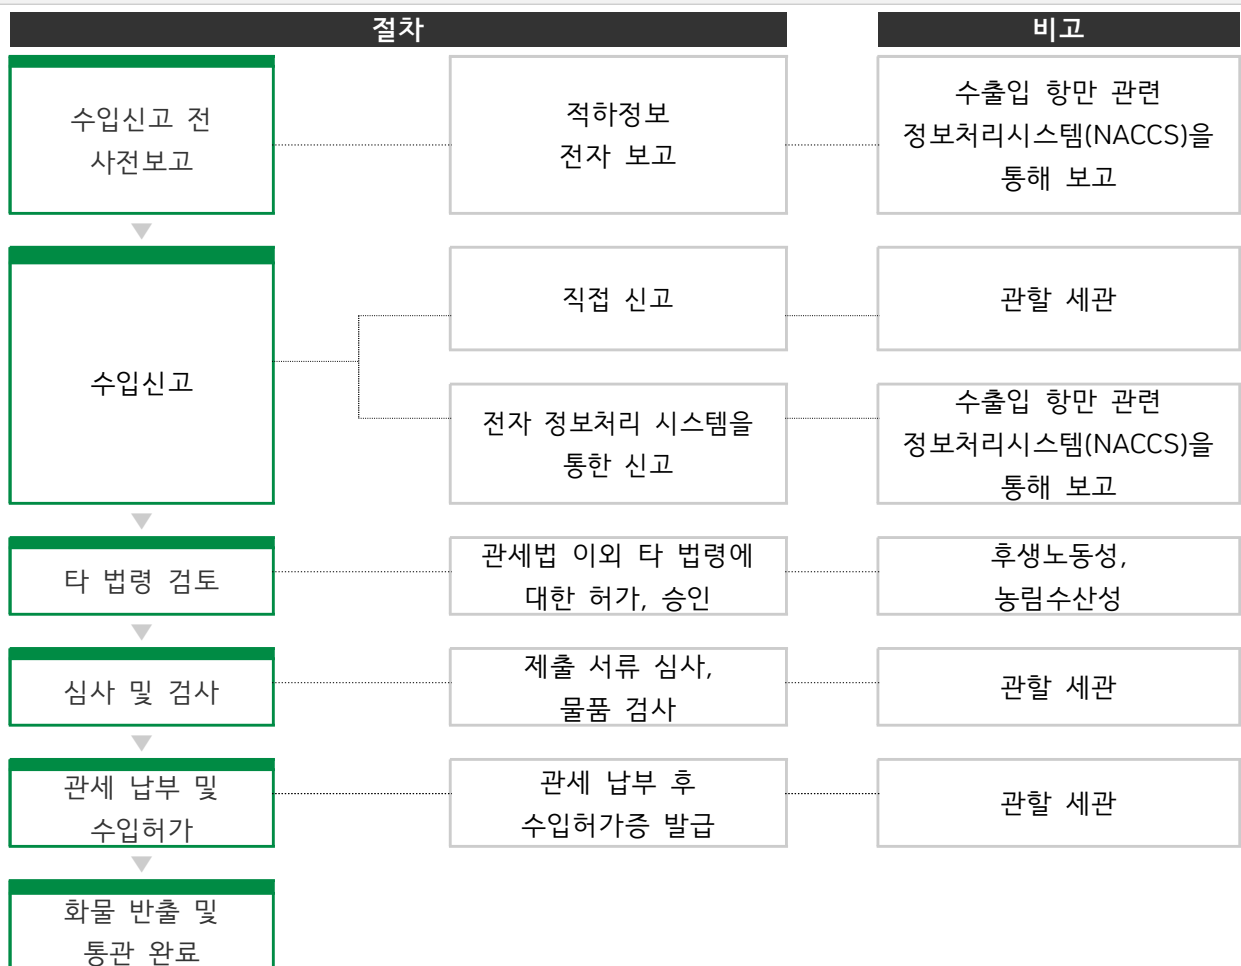 절차
비고
수입신고 전
사전보고
적하정보
전자 보고
수출입 항만 관련
정보처리시스템(NACCS)을
통해 보고
수입신고
직접 신고
관할 세관
전자 정보처리 시스템을
통한 신고
수출입 항만 관련
정보처리시스템(NACCS)을
통해 보고
타 법령 검토
관세법 이외 타 법령에
대한 허가, 승인
후생노동성,
농림수산성
심사 및 검사
제출 서류 심사,
물품 검사
관할 세관
관세 납부 및
수입허가
관세 납부 후
수입허가증 발급
관할 세관
화물 반출 및
통관 완료